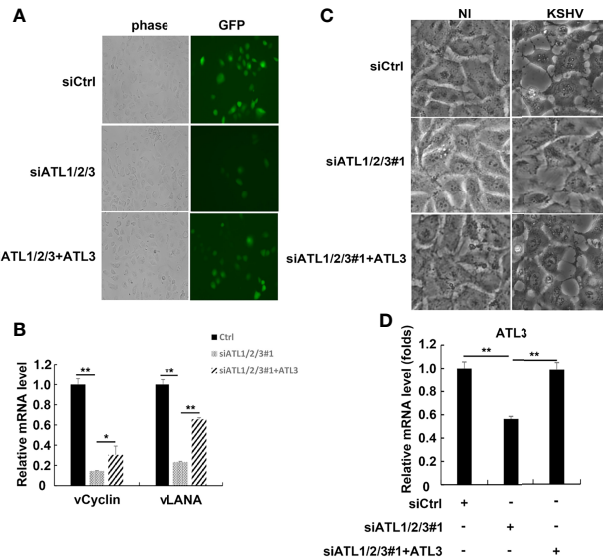 A
phase GFP
siCtrl
siATL1/2/3
ATL1/2/3+ATL3
C
NI KSHV
siCtrl
siATL1/2/3#1
siATL1/2/3#1+ATL3
B
Ctrl
siATL1/2/3#1
siATL1/2/3#1+ATL3
Relative mRNA level
1.2
1.0
0.8
0.6
0.4
0.2
0
**
*
**
vCyclin vLANA
D
ATL3
Relative mRNA level (folds)
1.2
1.0
0.8
0.6
0.4
0.2
0
** **
siCtrl + - -
siATL1/2/3#1 - + -
siATL1/2/3#1+ATL3 - - +